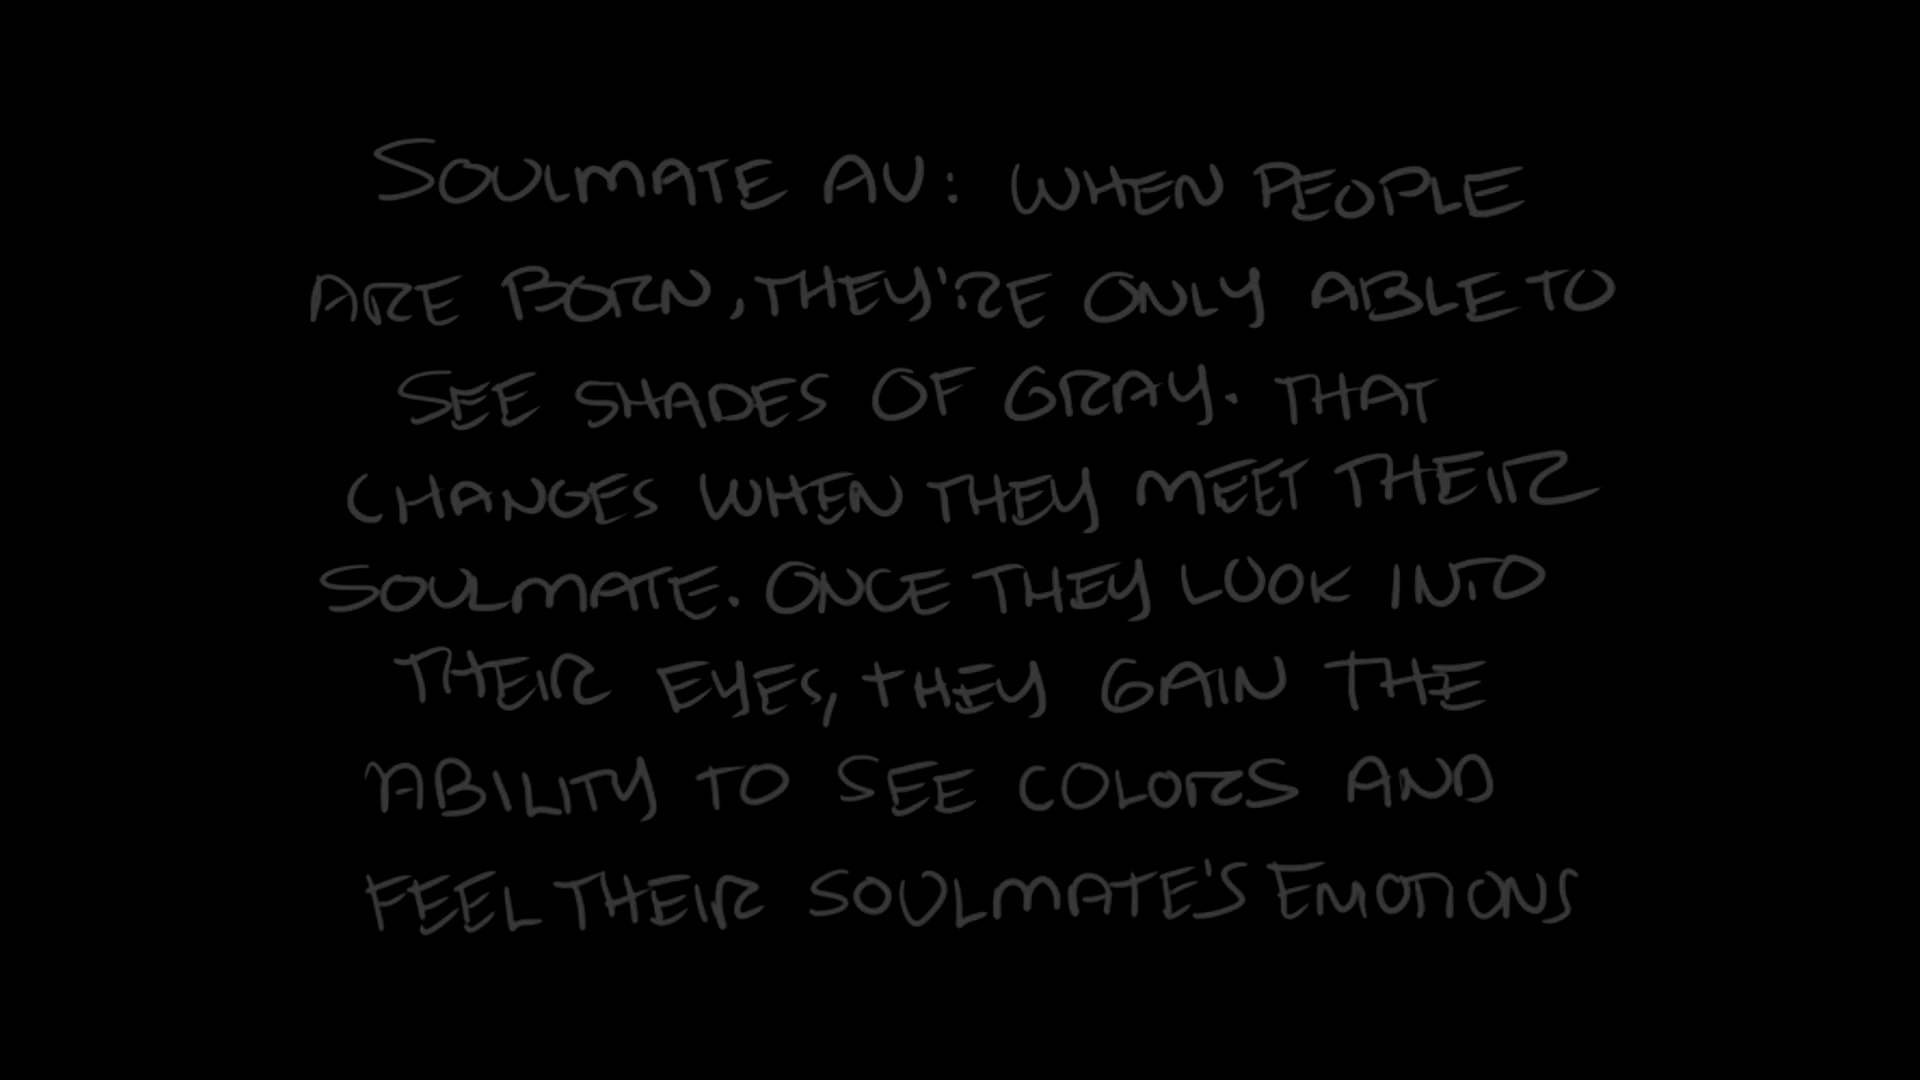 SOULMATE AU: WHEN PEOPLE
ARE BORN, THEY'RE ONLY ABLE TO
SEE SHADES OF GRAY. THAT
CHANGES WHEN THEY MEET THEIR
SOULMATE. ONCE THEY LOOK INTO
THEIR EYES, THEY GAIN THE
ABILITY TO SEE COLORS AND
FEEL THEIR SOULMATE'S EMOTIONS